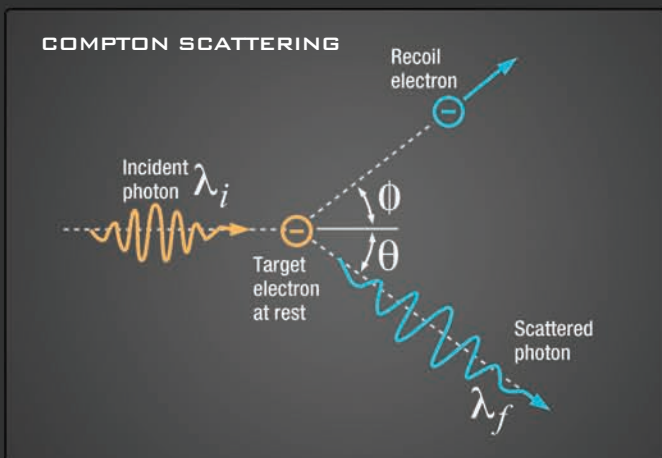 COMPTON SCATTERING
Recoil
electron
Incident
photon λi
ϕ
θ
Target
electron
at rest
Scattered
photon
λf